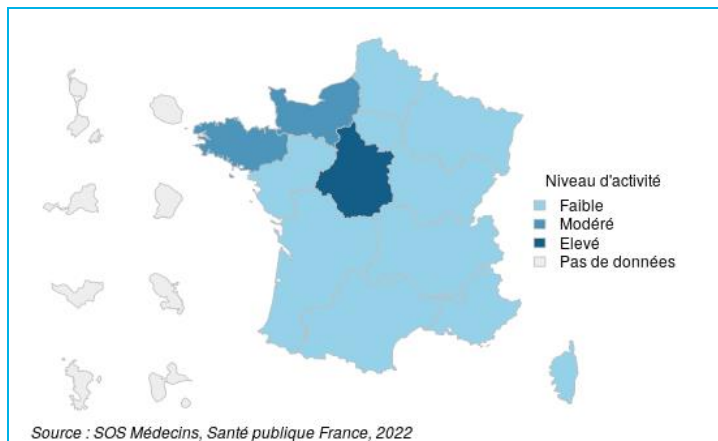 Niveau d'activité
Faible
Modéré
Elevé
Pas de données
Source : SOS Médecins, Santé publique France, 2022